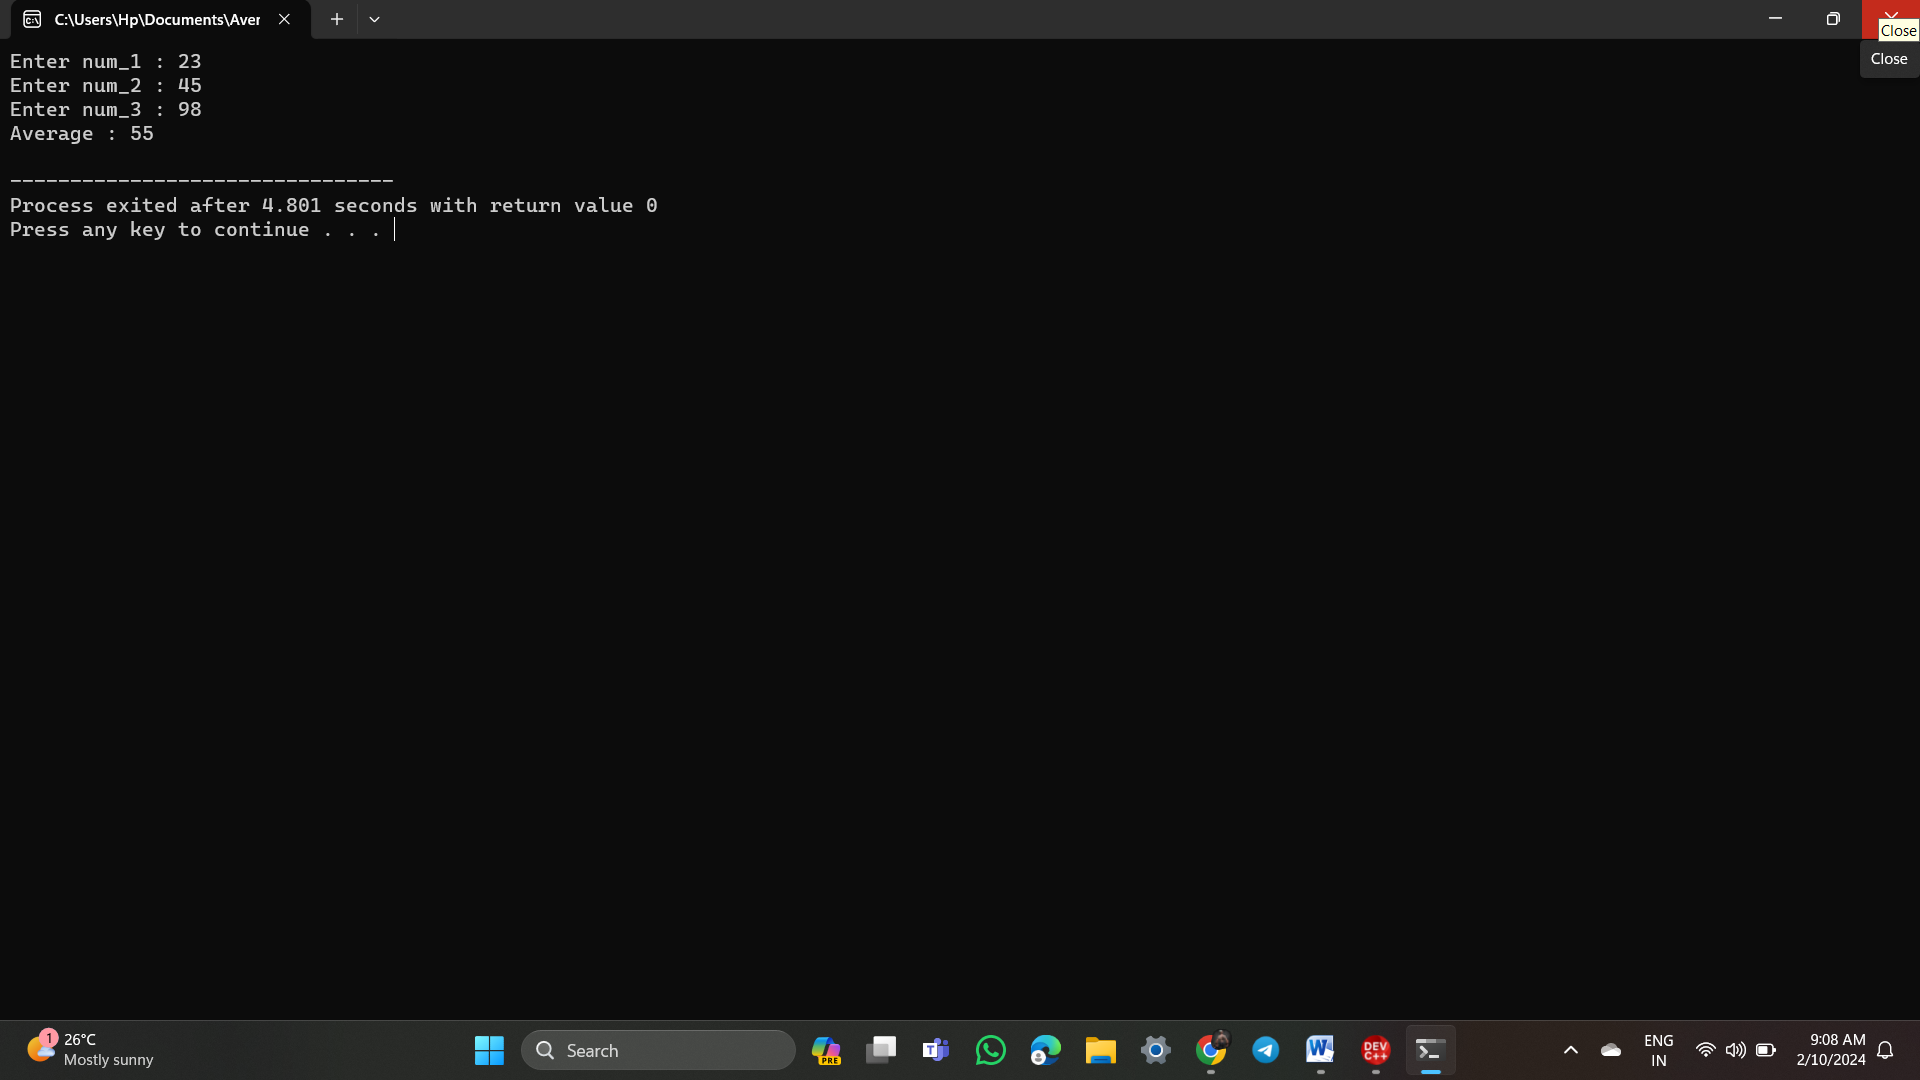 C:\Users\Hp\Documents\Aver
Close
Close
Enter num_1 : 23
Enter num_2 : 45
Enter num_3 : 98
Average : 55
--------------------------------
Process exited after 4.801 seconds with return value 0
Press any key to continue . . .
1
26°C
Mostly sunny
Search
PRE
T
W
DEV
C++
ENG
IN
9:08 AM
2/10/2024